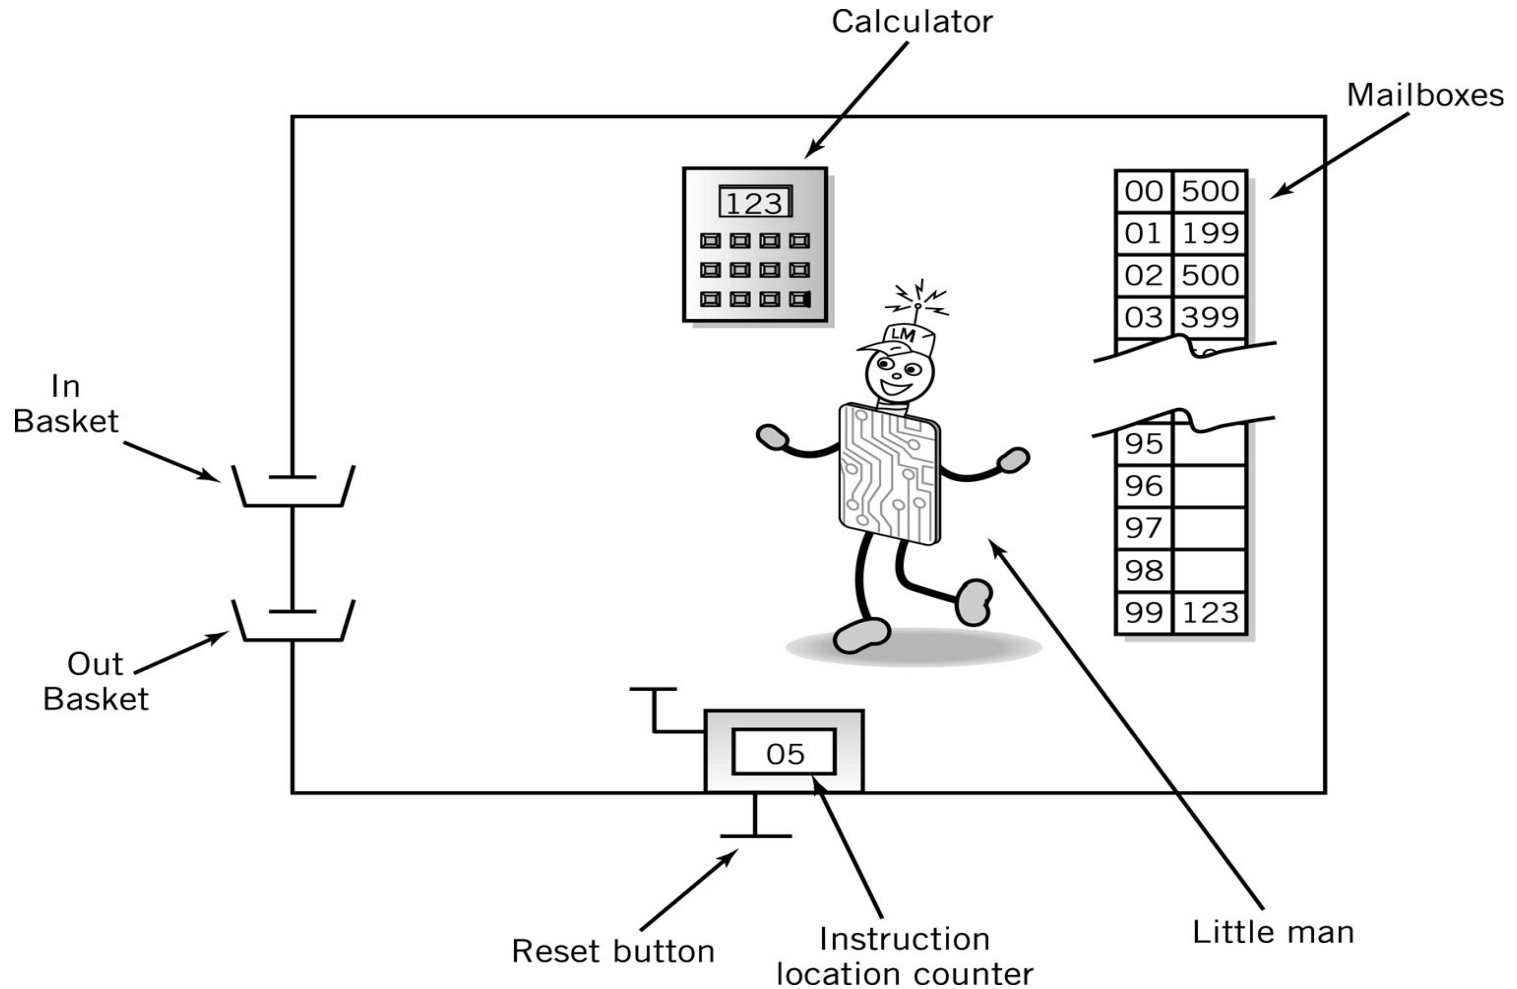 Calculator
Mailboxes
123
00 500
01 199
02 500
03 399
LM
In
Basket
95
96
97
98
99 123
Out
Basket
05
Reset button
Instruction
location counter
Little man